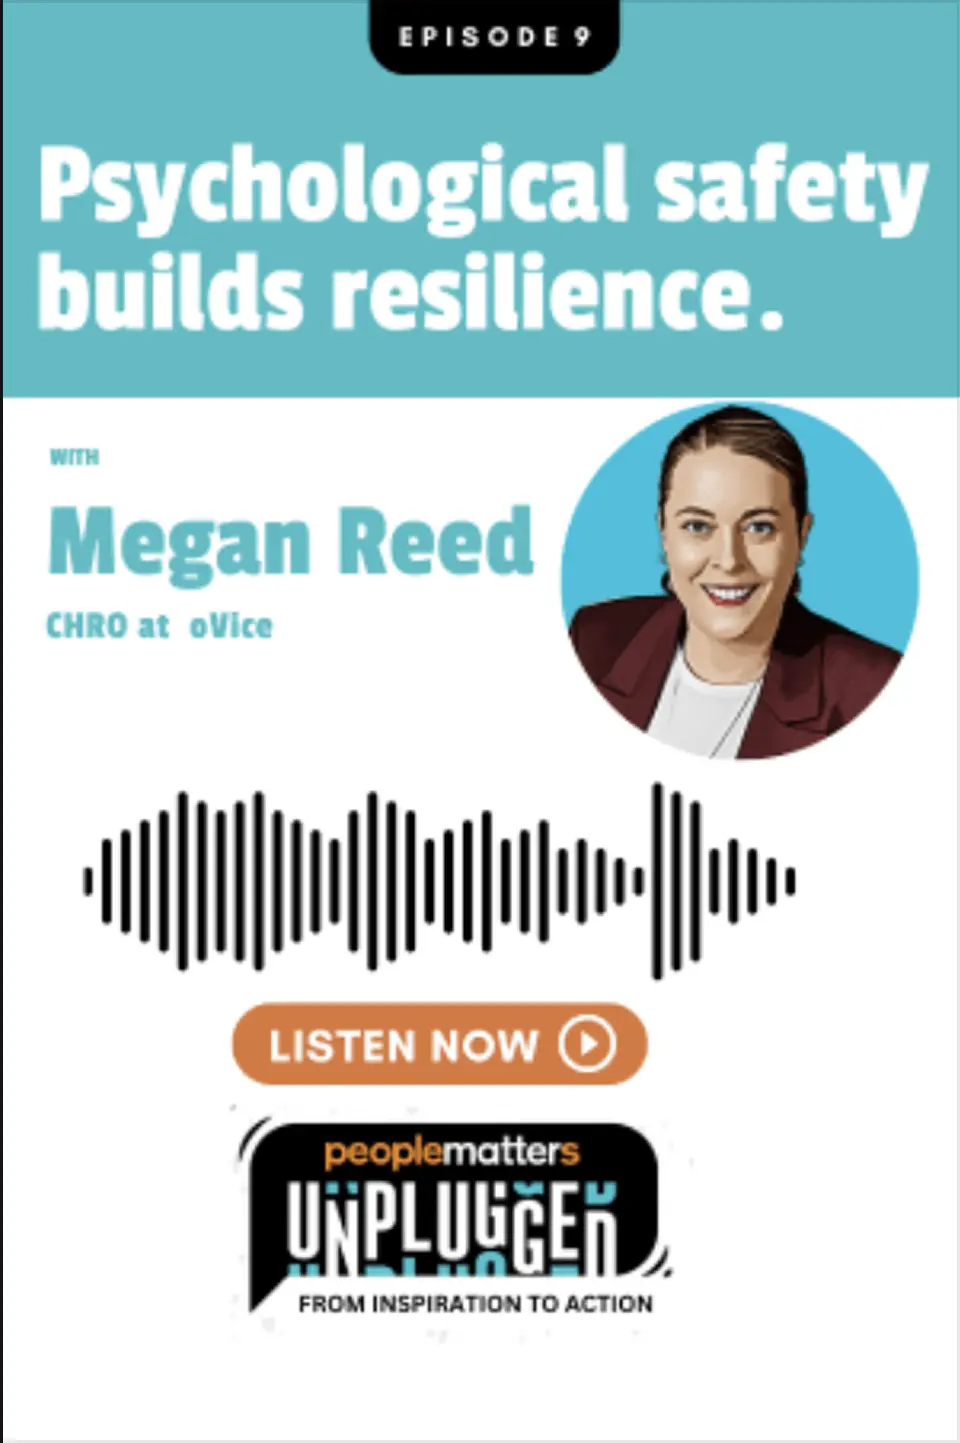 EPISODE 9
Psychological safety
builds resilience.
WITH
Megan Reed
CHRO at oVice
LISTEN NOW
peoplematters
UNPLUGGED
FROM INSPIRATION TO ACTION